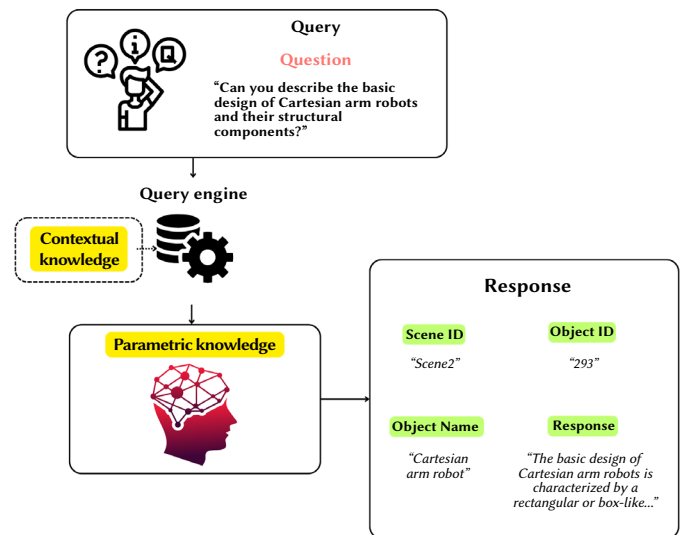 Query
Question
“Can you describe the basic
design of Cartesian arm robots
and their structural
components?”
Query engine
Contextual
knowledge
Parametric knowledge
Response
Scene ID
“Scene2”
Object ID
“293”
Object Name
“Cartesian
arm robot”
Response
“The basic design of
Cartesian arm robots is
characterized by a
rectangular or box-like...”